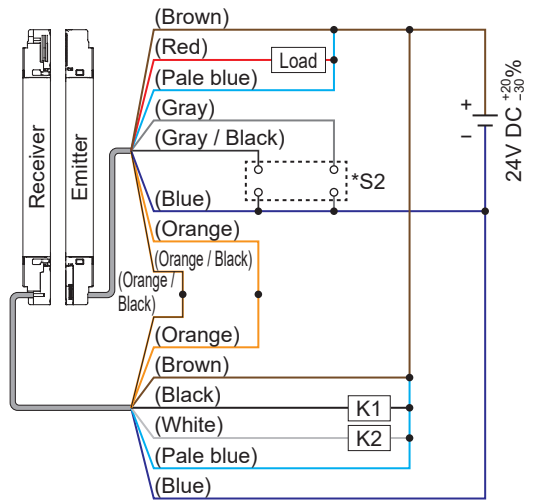 (Brown)
(Red)
Load
(Pale blue)
(Gray)
(Gray / Black)
*S2
(Blue)
(Orange)
(Orange / Black)
(Orange /
Black)
(Orange)
(Brown)
(Black)
K1
(White)
K2
(Pale blue)
(Blue)
Receiver
Emitter
+
−
24V DC +20 −30%